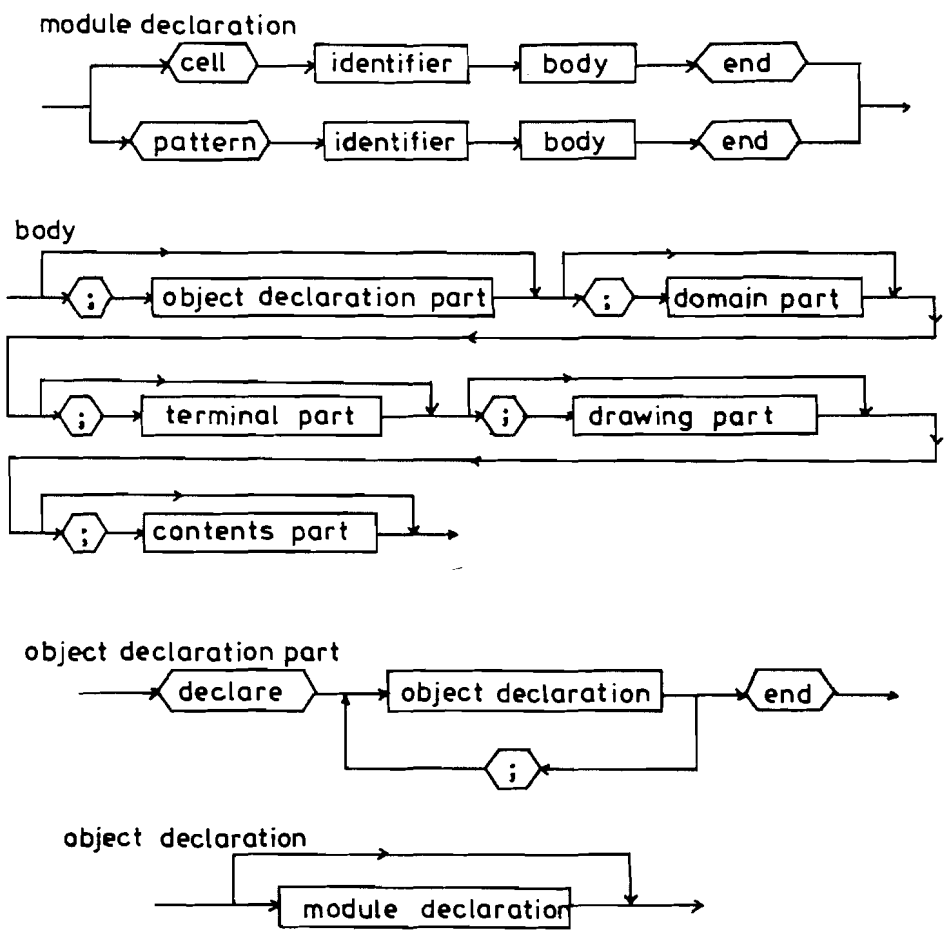 module declaration
cell identifier body end
pattern identifier body end
body
; object declaration part ; domain part
; terminal part ; drawing part
; contents part
object declaration part
declare object declaration end
;
object declaration
module declaration